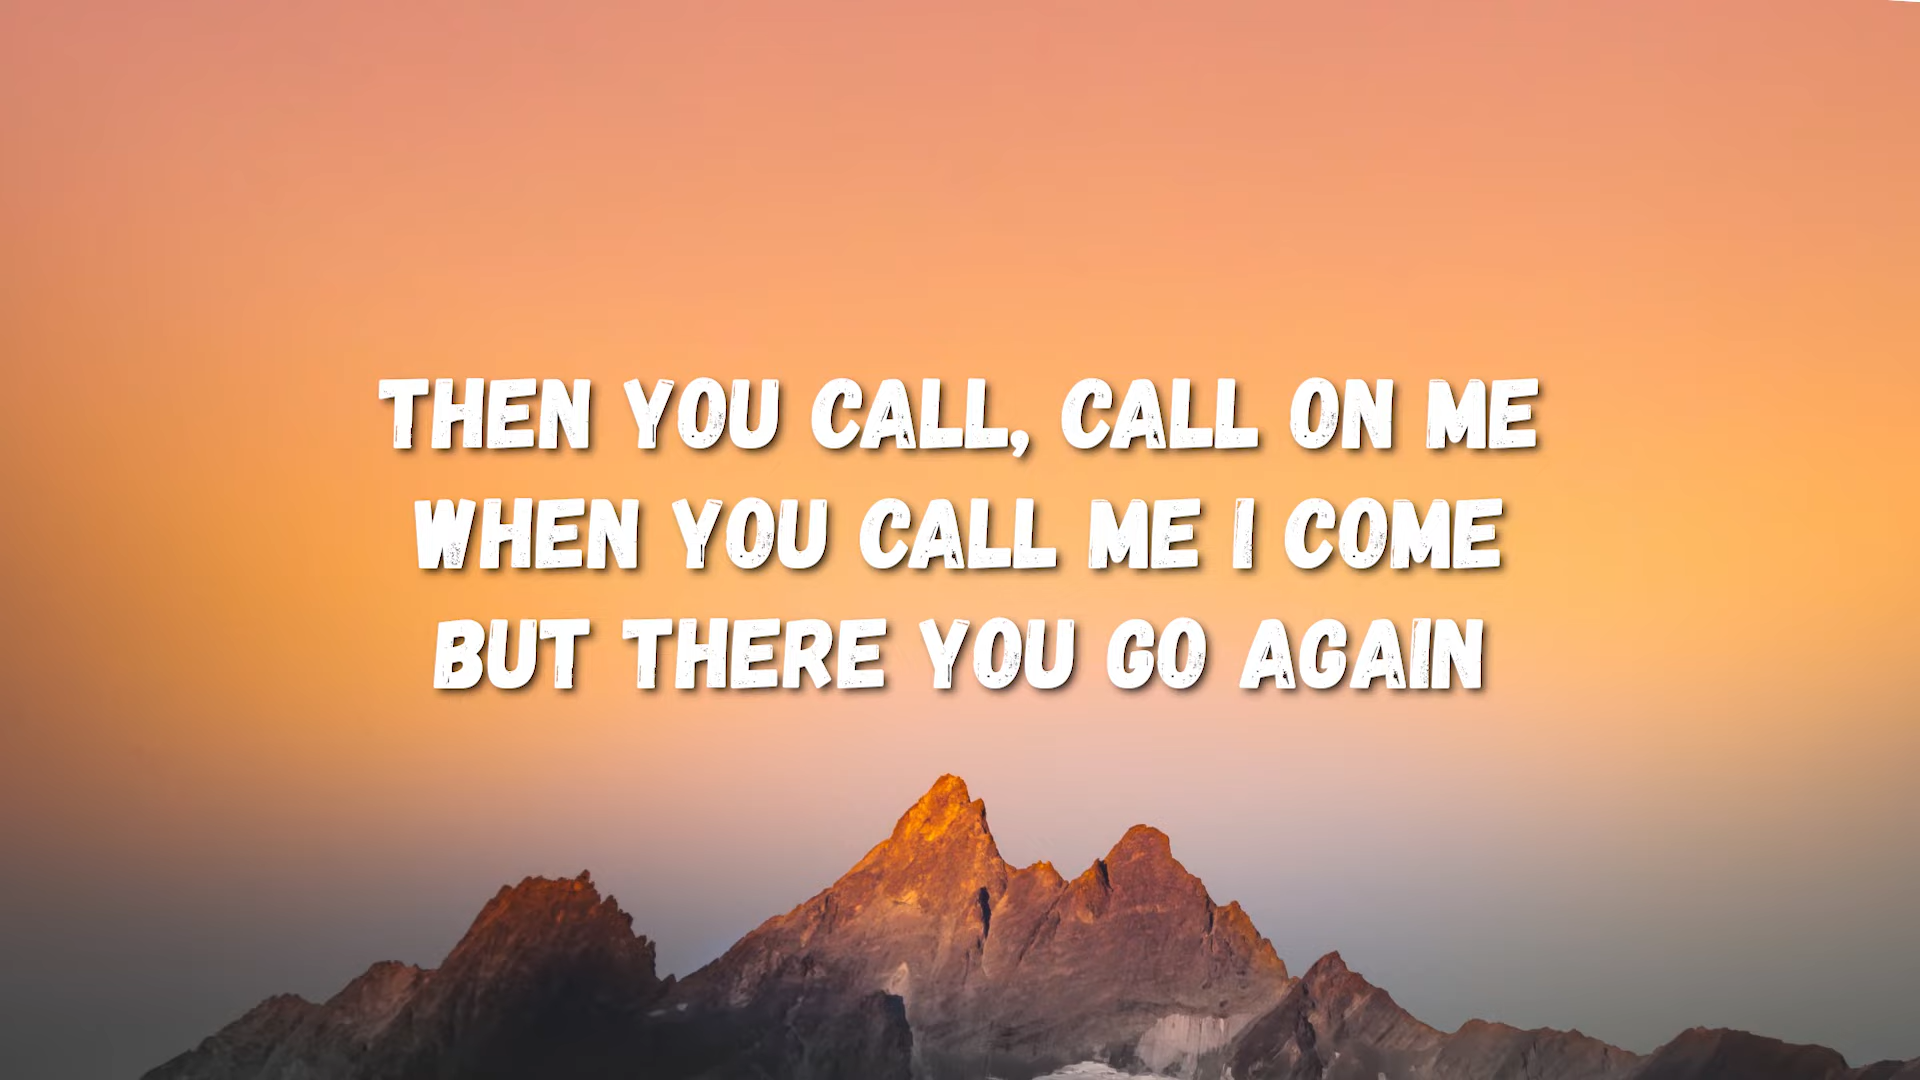 THEN YOU CALL, CALL ON ME
WHEN YOU CALL ME I COME
BUT THERE YOU GO AGAIN